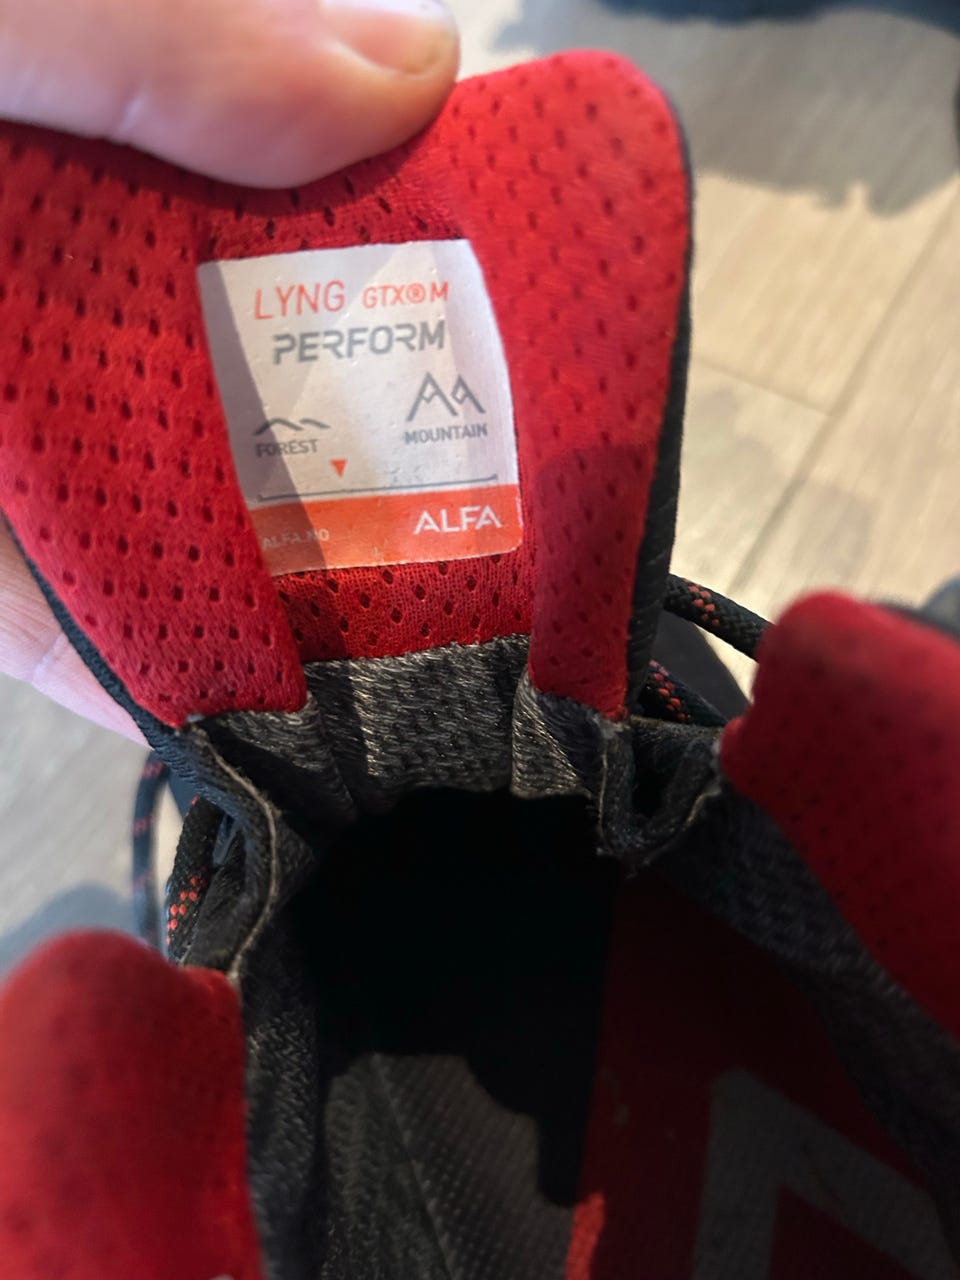 LYNG GTX® M
PERFORM
FOREST
MOUNTAIN
ALFA.NO
ALFA